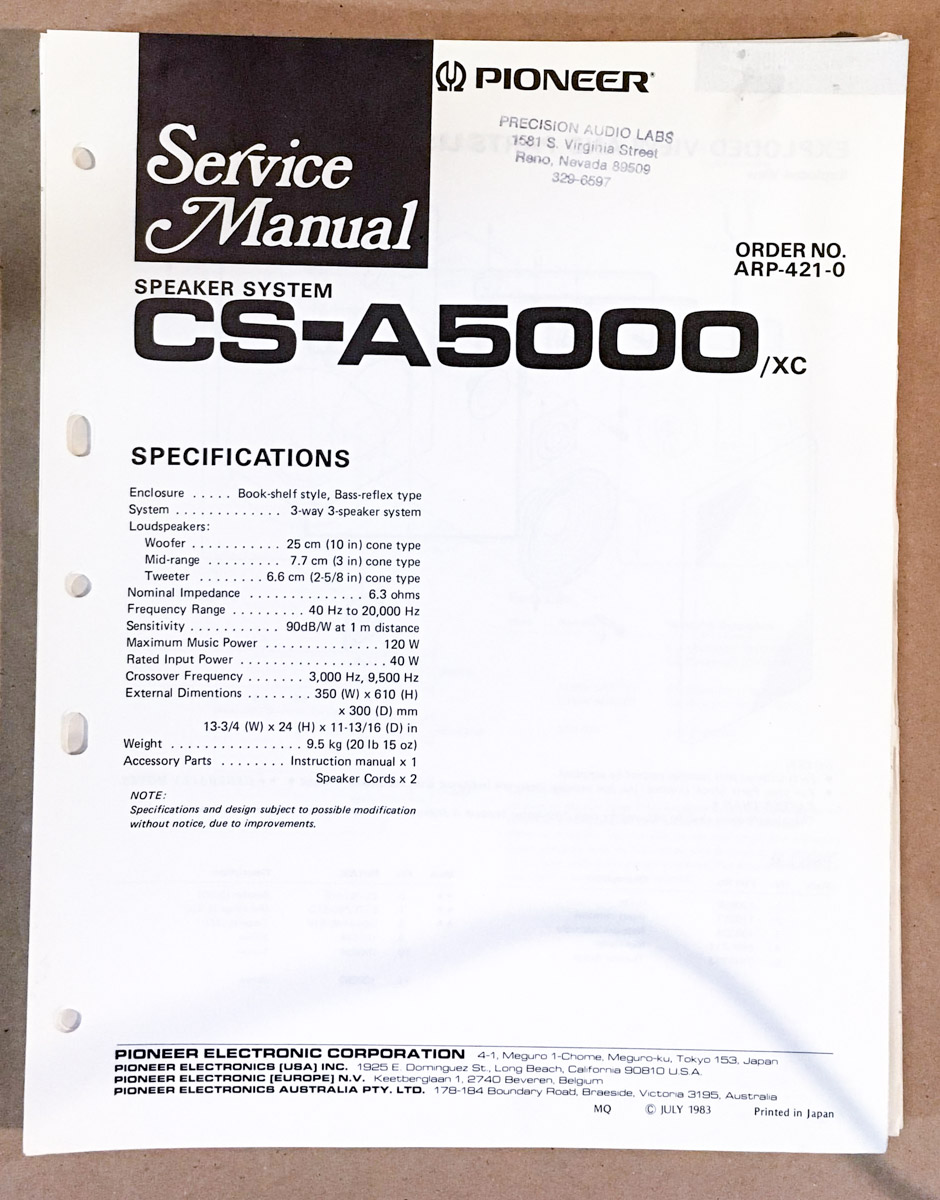 Service
Manual
PIONEER®
PRECISION AUDIO LABS
1581 S. Virginia Street
Reno, Nevada 89509
329-6597
ORDER NO.
ARP-421-0
SPEAKER SYSTEM
CS-A5000/XC
SPECIFICATIONS
Enclosure ..... Book-shelf style, Bass-reflex type
System ............. 3-way 3-speaker system
Loudspeakers:
Woofer ........... 25 cm (10 in) cone type
Mid-range ......... 7.7 cm (3 in) cone type
Tweeter ........ 6.6 cm (2-5/8 in) cone type
Nominal Impedance .............. 6.3 ohms
Frequency Range ......... 40 Hz to 20,000 Hz
Sensitivity ........... 90dB/W at 1 m distance
Maximum Music Power .............. 120 W
Rated Input Power .................. 40 W
Crossover Frequency ....... 3,000 Hz, 9,500 Hz
External Dimentions ........ 350 (W) x 610 (H)
x 300 (D) mm
13-3/4 (W) x 24 (H) x 11-13/16 (D) in
Weight ................ 9.5 kg (20 lb 15 oz)
Accessory Parts ........ Instruction manual x 1
Speaker Cords x 2
NOTE:
Specifications and design subject to possible modification
without notice, due to improvements.
PIONEER ELECTRONIC CORPORATION 4-1, Meguro 1-Chome, Meguro-ku, Tokyo 153, Japan
PIONEER ELECTRONICS [USA] INC. 1925 E. Dominguez St., Long Beach, California 90810 U.S.A.
PIONEER ELECTRONIC [EUROPE] N.V. Keetberglaan 1, 2740 Beveren, Belgium
PIONEER ELECTRONICS AUSTRALIA PTY. LTD. 178-184 Boundary Road, Braeside, Victoria 3195, Australia
MQ © JULY 1983 Printed in Japan